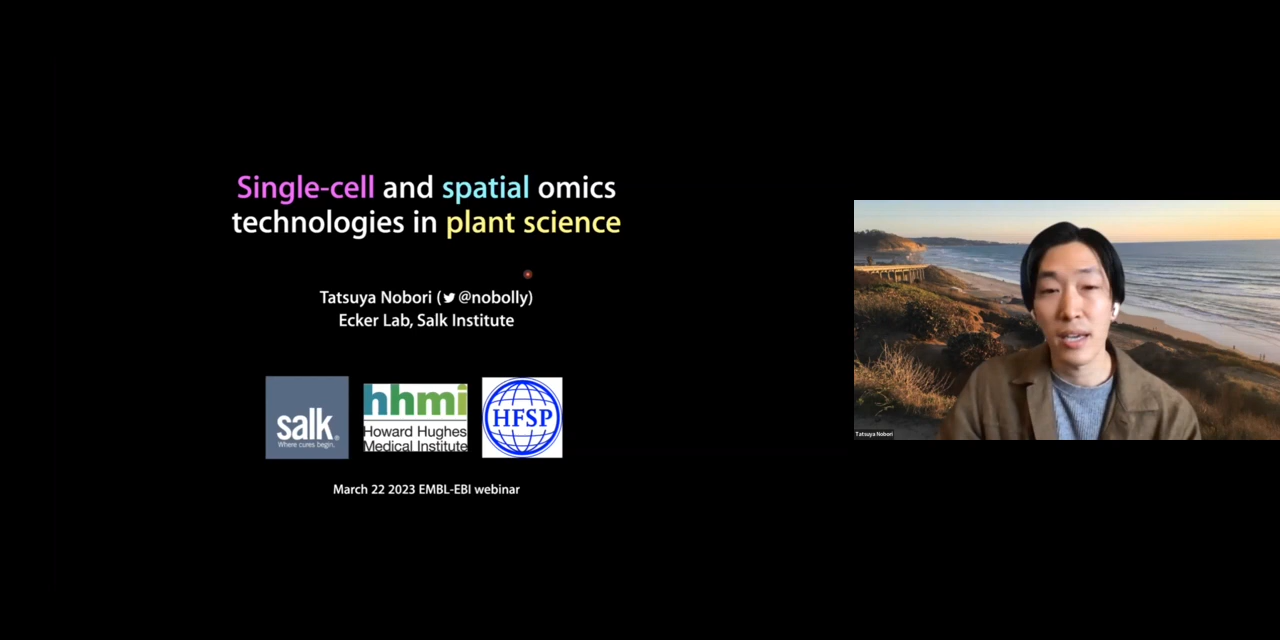 Single-cell and spatial omics
technologies in plant science
Tatsuya Nobori (@nobolly)
Ecker Lab, Salk Institute
salk®
Where cures begin.
hhmi
Howard Hughes
Medical Institute
HFSP
March 22 2023 EMBL-EBI webinar
Tatsuya Nobori